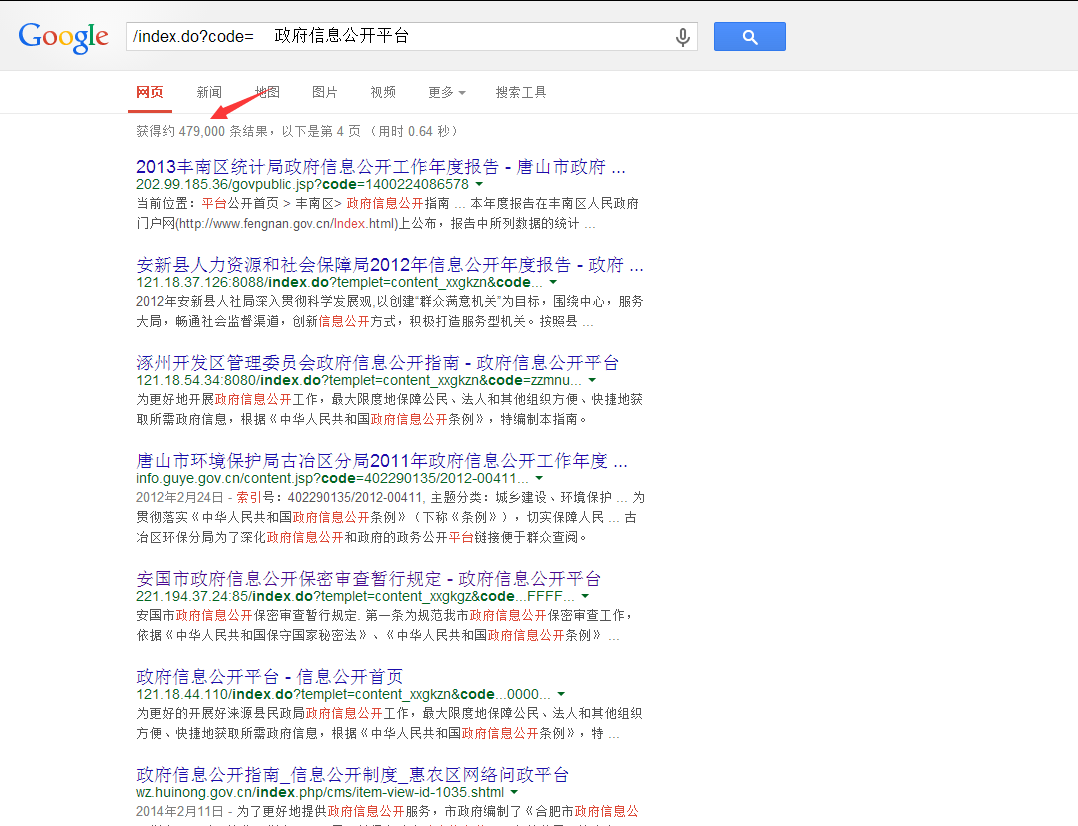 Google
/index.do?code= 政府信息公开平台
网页 新闻 地图 图片 视频 更多 搜索工具
获得约 479,000 条结果，以下是第 4 页 （用时 0.64 秒）
2013丰南区统计局政府信息公开工作年度报告 - 唐山市政府 ...
202.99.185.36/govpublic.jsp?code=1400224086578
当前位置：平台公开首页 > 丰南区> 政府信息公开指南 ... 本年度报告在丰南区人民政府
门户网(http://www.fengnan.gov.cn/Index.html)上公布，报告中所列数据的统计 ...
安新县人力资源和社会保障局2012年信息公开年度报告 - 政府 ...
121.18.37.126:8088/index.do?templet=content_xxgkzn&code...
2012年安新县人社局深入贯彻科学发展观,以创建“群众满意机关”为目标，围绕中心，服务
大局，畅通社会监督渠道，创新信息公开方式，积极打造服务型机关。按照县 ...
涿州开发区管理委员会政府信息公开指南 - 政府信息公开平台
121.18.54.34:8080/index.do?templet=content_xxgkzn&code=zzmnu...
为更好地开展政府信息公开工作，最大限度地保障公民、法人和其他组织方便、快捷地获
取所需政府信息，根据《中华人民共和国政府信息公开条例》，特编制本指南。
唐山市环境保护局古冶区分局2011年政府信息公开工作年度 ...
info.guye.gov.cn/content.jsp?code=402290135/2012-00411...
2012年2月24日 - 索引号：402290135/2012-00411, 主题分类：城乡建设、环境保护 ... 为
贯彻落实《中华人民共和国政府信息公开条例》（下称《条例》），切实保障人民 ... 古
冶区环保分局为了深化政府信息公开和政府的政务公开平台链接便于群众查阅。
安国市政府信息公开保密审查暂行规定 - 政府信息公开平台
221.194.37.24:85/index.do?templet=content_xxgkgz&code...FFFF...
安国市政府信息公开保密审查暂行规定. 第一条为规范我市政府信息公开保密审查工作，
依据《中华人民共和国保守国家秘密法》、《中华人民共和国政府信息公开条例》 ...
政府信息公开平台 - 信息公开首页
121.18.44.110/index.do?templet=content_xxgkzn&code...0000...
为更好的开展好涞源县民政局政府信息公开工作，最大限度地保障公民、法人和其他组织
方便、快捷地获取所需政府信息，根据《中华人民共和国政府信息公开条例》，特 ...
政府信息公开指南_信息公开制度_惠农区网络问政平台
wz.huinong.gov.cn/index.php/cms/item-view-id-1035.shtml
2014年2月11日 - 为了更好地提供政府信息公开服务，市政府编制了《合肥市政府信息公